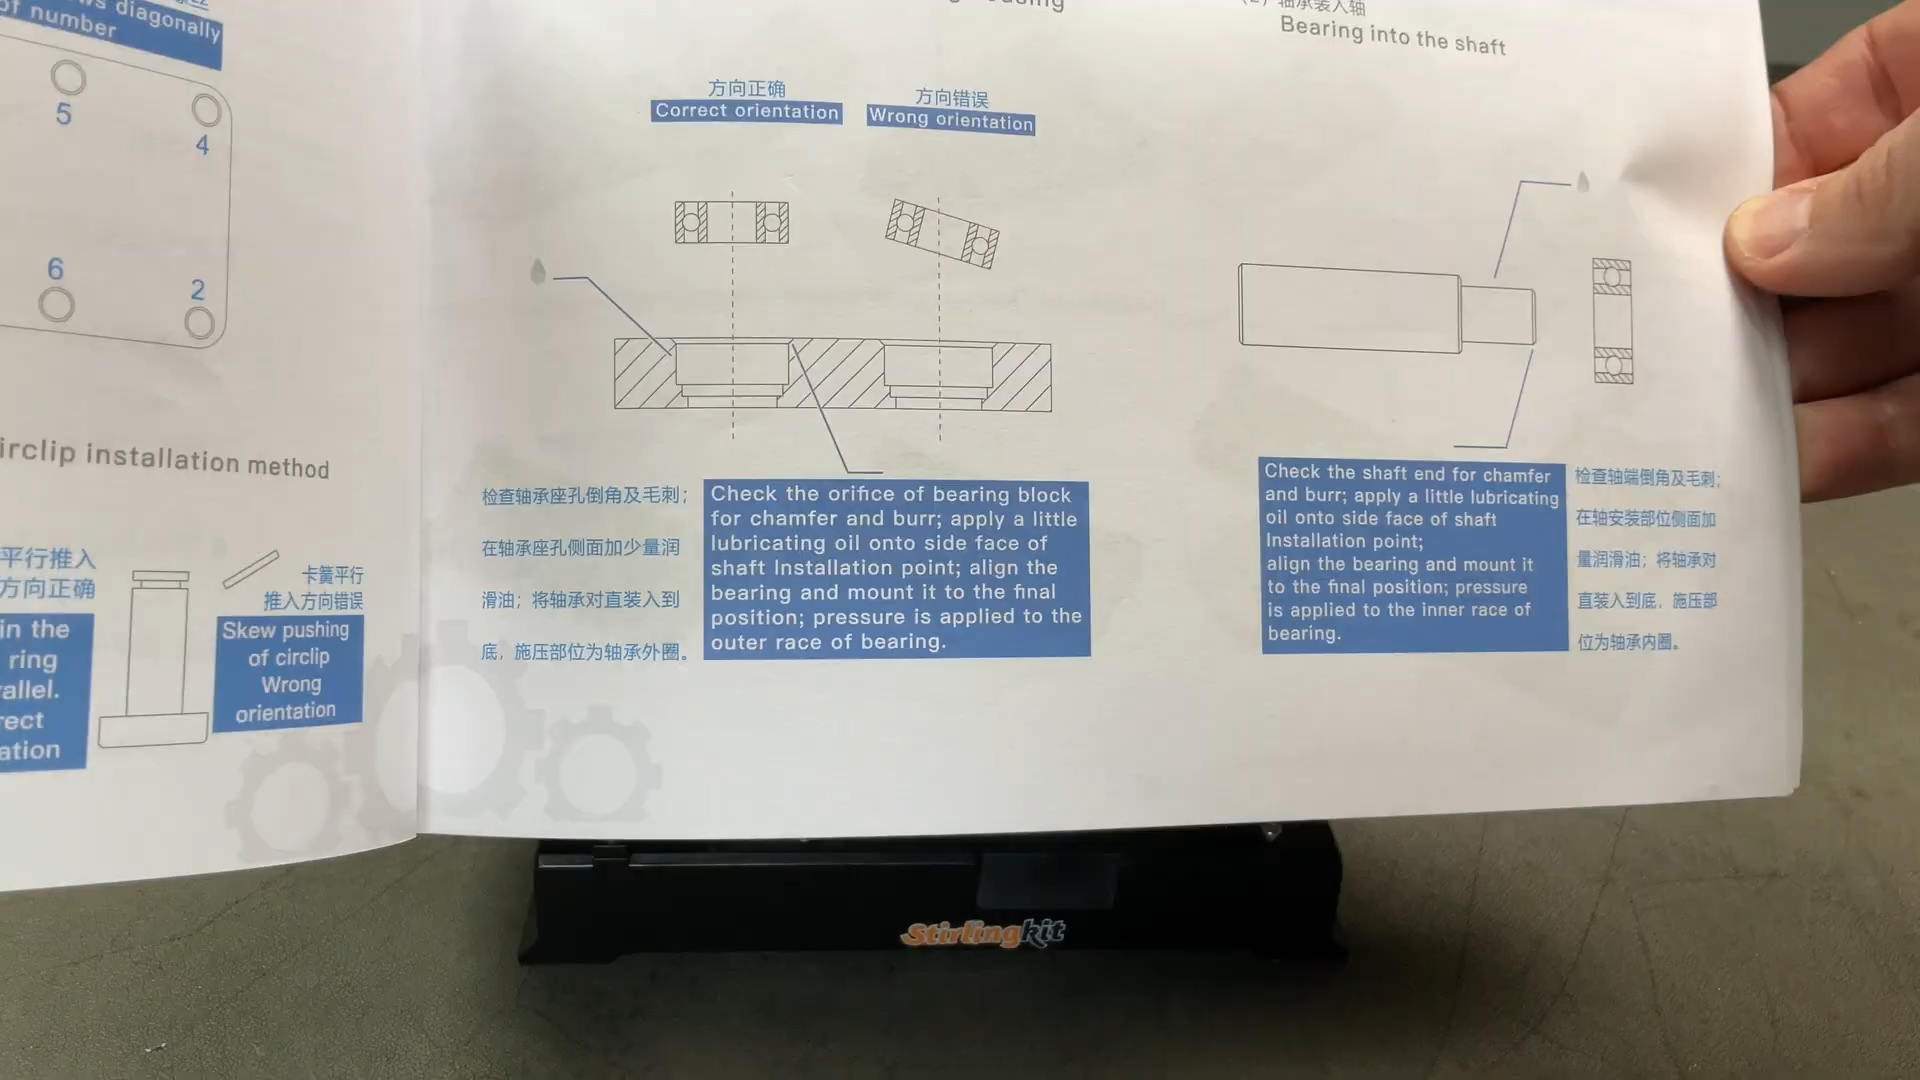 diagonally
of number
5
4
6
2
irclip installation method
平行推入
方向正确
in the
ring
allel.
rect
ation
卡簧平行
推入方向错误
Skew pushing
of circlip
Wrong
orientation
方向正确
Correct orientation
方向错误
Wrong orientation
检查轴承座孔倒角及毛刺；
在轴承座孔侧面加少量润
滑油；将轴承对直装入到
底，施压部位为轴承外圈。
Check the orifice of bearing block
for chamfer and burr; apply a little
lubricating oil onto side face of
shaft Installation point; align the
bearing and mount it to the final
position; pressure is applied to the
outer race of bearing.
(2) 轴承装入轴
Bearing into the shaft
Check the shaft end for chamfer
and burr; apply a little lubricating
oil onto side face of shaft
Installation point;
align the bearing and mount it
to the final position; pressure
is applied to the inner race of
bearing.
检查轴端倒角及毛刺；
在轴安装部位侧面加
量润滑油；将轴承对
直装入到底，施压部
位为轴承内圈。
Stirlingkit